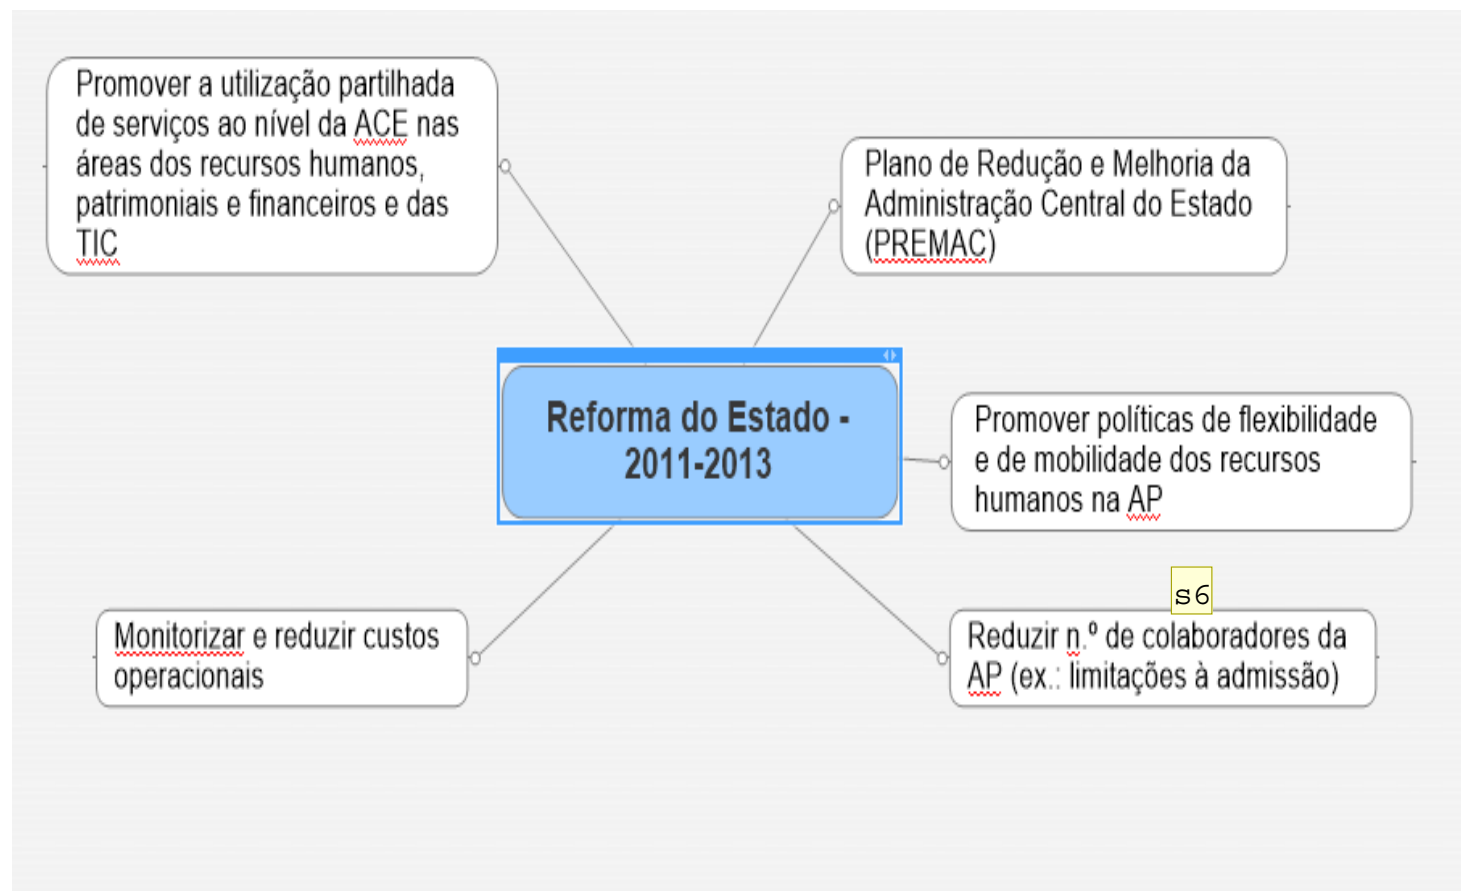 Promover a utilização partilhada
de serviços ao nível da ACE nas
áreas dos recursos humanos,
patrimoniais e financeiros e das
TIC
Plano de Redução e Melhoria da
Administração Central do Estado
(PREMAC)
Reforma do Estado -
2011-2013
Promover políticas de flexibilidade
e de mobilidade dos recursos
humanos na AP
s6
Monitorizar e reduzir custos
operacionais
Reduzir n.º de colaboradores da
AP (ex.: limitações à admissão)